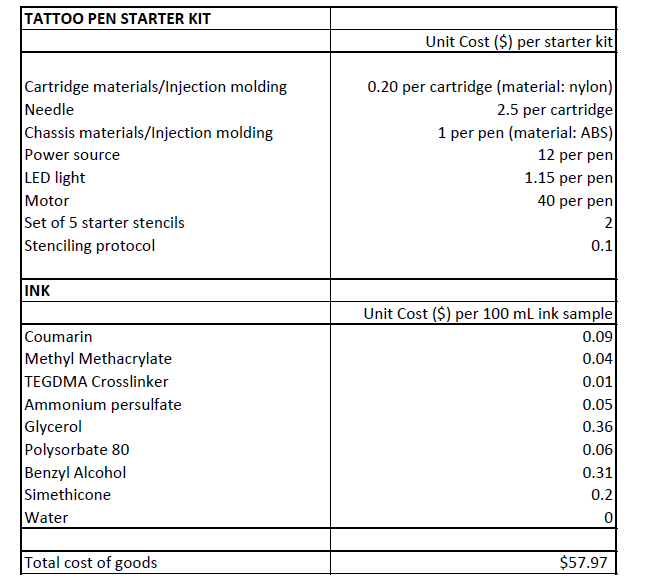 TATTOO PEN STARTER KIT
Unit Cost ($) per starter kit
Cartridge materials/Injection molding 0.20 per cartridge (material: nylon)
Needle 2.5 per cartridge
Chassis materials/Injection molding 1 per pen (material: ABS)
Power source 12 per pen
LED light 1.15 per pen
Motor 40 per pen
Set of 5 starter stencils 2
Stenciling protocol 0.1
INK
Unit Cost ($) per 100 mL ink sample
Coumarin 0.09
Methyl Methacrylate 0.04
TEGDMA Crosslinker 0.01
Ammonium persulfate 0.05
Glycerol 0.36
Polysorbate 80 0.06
Benzyl Alcohol 0.31
Simethicone 0.2
Water 0
Total cost of goods $57.97